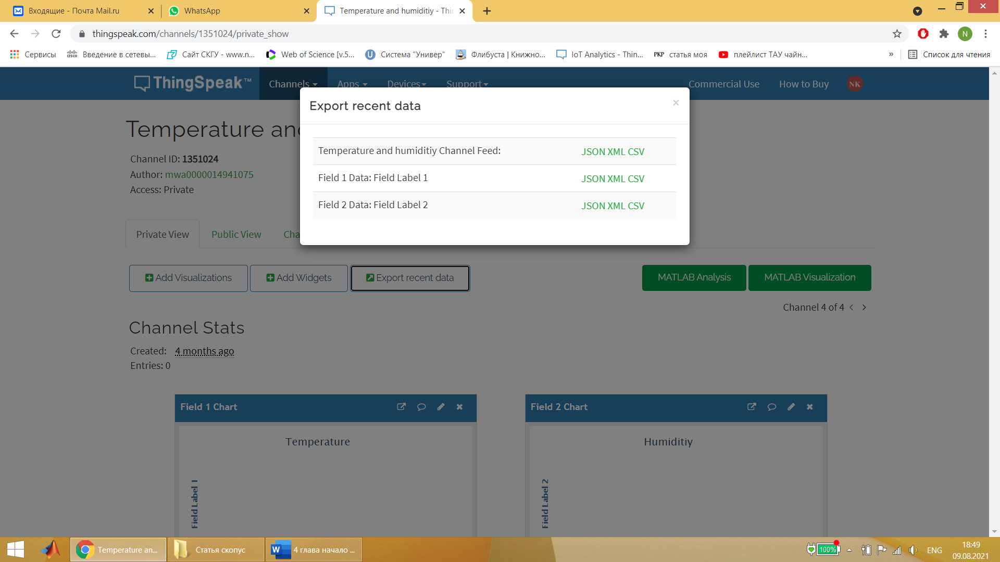 Входящие - Почта Mail.ru
WhatsApp
Temperature and humiditiy - Thin
thingspeak.com/channels/1351024/private_show
N
Сервисы
Введение в сетевы...
Сайт СКГУ - www.n...
Web of Science [v.5...
Система "Универ"
Флибуста | Книжно...
IoT Analytics - Thin...
РКР статья моя
плейлист ТАУ чайн...
»
Список для чтения
ThingSpeak™
Channels
Apps
Devices
Support
Commercial Use
How to Buy
NK
Export recent data
×
Temperature and humiditiy Channel Feed:
JSON XML CSV
Field 1 Data: Field Label 1
JSON XML CSV
Field 2 Data: Field Label 2
JSON XML CSV
Temperature and
Channel ID: 1351024
Author: mwa0000014941075
Access: Private
Private View
Public View
Cha
Add Visualizations
Add Widgets
Export recent data
MATLAB Analysis
MATLAB Visualization
Channel 4 of 4 < >
Channel Stats
Created: 4 months ago
Entries: 0
Field 1 Chart
Temperature
Field Label 1
Field 2 Chart
Humiditiy
Field Label 2
Temperature an...
Статья скопус
4 глава начало ...
100%
ENG
18:49
09.08.2021